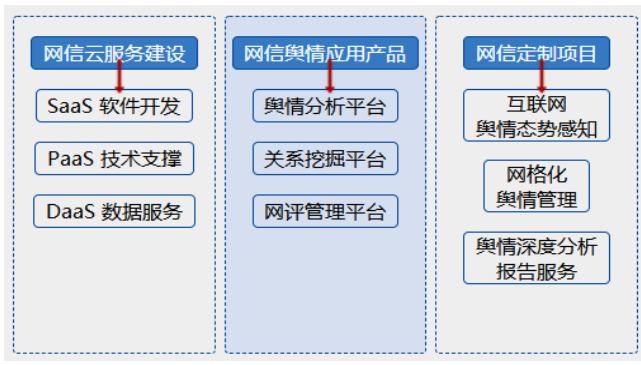 网信云服务建设
SaaS 软件开发
PaaS 技术支撑
DaaS 数据服务
网信舆情应用产品
舆情分析平台
关系挖掘平台
网评管理平台
网信定制项目
互联网
舆情态势感知
网格化
舆情管理
舆情深度分析
报告服务